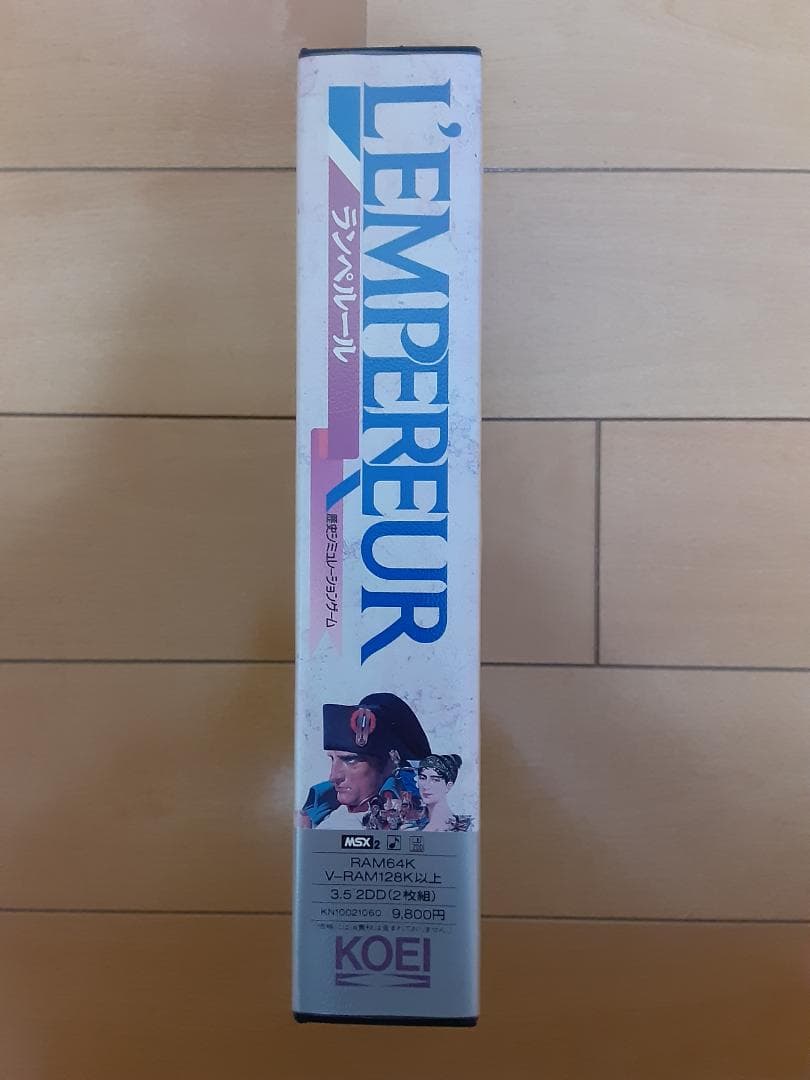 L'EMPEREUR
ランペルール
歴史シミュレーションゲーム
MSX2
RAM64K
V-RAM128K以上
3.5 2DD(2枚組)
KN10021060 9,800円
KOEI